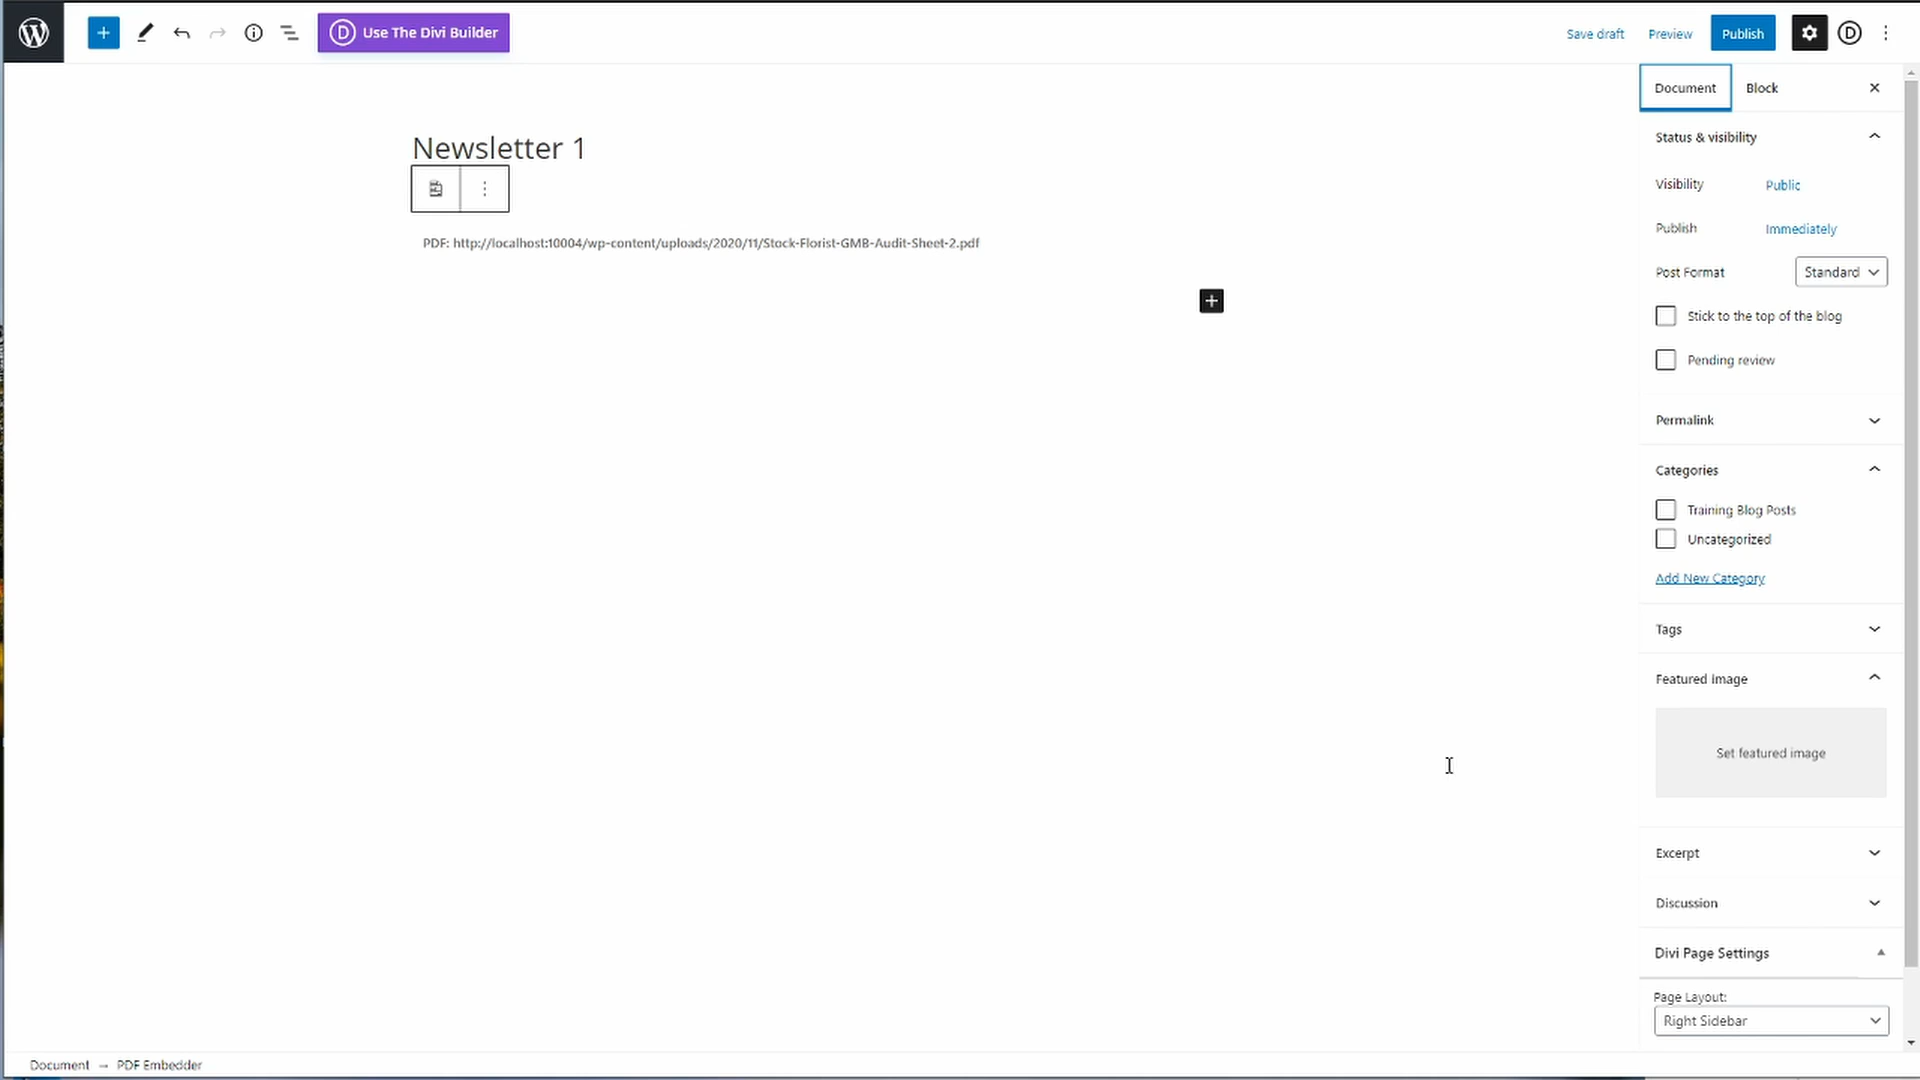 Use The Divi Builder
Save draft
Preview
Publish
Document
Block
Newsletter 1
PDF: http://localhost:10004/wp-content/uploads/2020/11/Stock-Florist-GMB-Audit-Sheet-2.pdf
Status & visibility
Visibility
Public
Publish
Immediately
Post Format
Standard
Stick to the top of the blog
Pending review
Permalink
Categories
Training Blog Posts
Uncategorized
Add New Category
Tags
Featured image
Set featured image
Excerpt
Discussion
Divi Page Settings
Page Layout:
Right Sidebar
Document → PDF Embedder